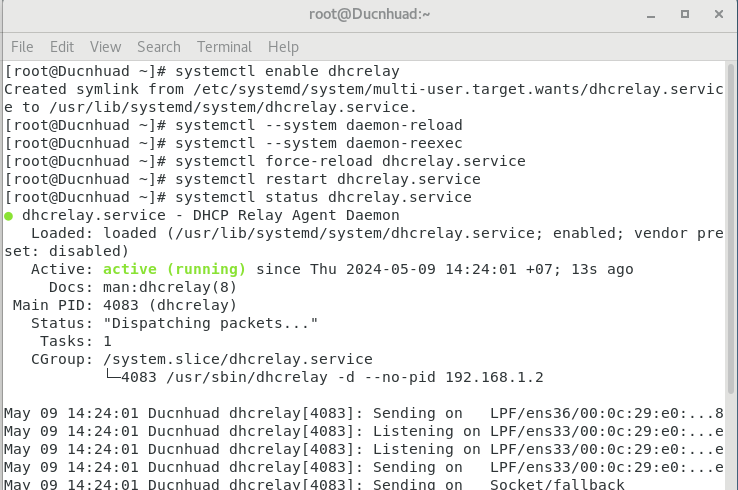 root@Ducnhuad:~
File Edit View Search Terminal Help
[root@Ducnhuad ~]# systemctl enable dhcrelay
Created symlink from /etc/systemd/system/multi-user.target.wants/dhcrelay.servic
e to /usr/lib/systemd/system/dhcrelay.service.
[root@Ducnhuad ~]# systemctl --system daemon-reload
[root@Ducnhuad ~]# systemctl --system daemon-reexec
[root@Ducnhuad ~]# systemctl force-reload dhcrelay.service
[root@Ducnhuad ~]# systemctl restart dhcrelay.service
[root@Ducnhuad ~]# systemctl status dhcrelay.service
● dhcrelay.service - DHCP Relay Agent Daemon
   Loaded: loaded (/usr/lib/systemd/system/dhcrelay.service; enabled; vendor pre
set: disabled)
   Active: active (running) since Thu 2024-05-09 14:24:01 +07; 13s ago
     Docs: man:dhcrelay(8)
 Main PID: 4083 (dhcrelay)
   Status: "Dispatching packets..."
    Tasks: 1
   CGroup: /system.slice/dhcrelay.service
           └─4083 /usr/sbin/dhcrelay -d --no-pid 192.168.1.2
May 09 14:24:01 Ducnhuad dhcrelay[4083]: Sending on   LPF/ens36/00:0c:29:e0:...8
May 09 14:24:01 Ducnhuad dhcrelay[4083]: Listening on LPF/ens33/00:0c:29:e0:...e
May 09 14:24:01 Ducnhuad dhcrelay[4083]: Listening on LPF/ens33/00:0c:29:e0:...e
May 09 14:24:01 Ducnhuad dhcrelay[4083]: Sending on   LPF/ens33/00:0c:29:e0:...e
May 09 14:24:01 Ducnhuad dhcrelay[4083]: Sending on   Socket/fallback